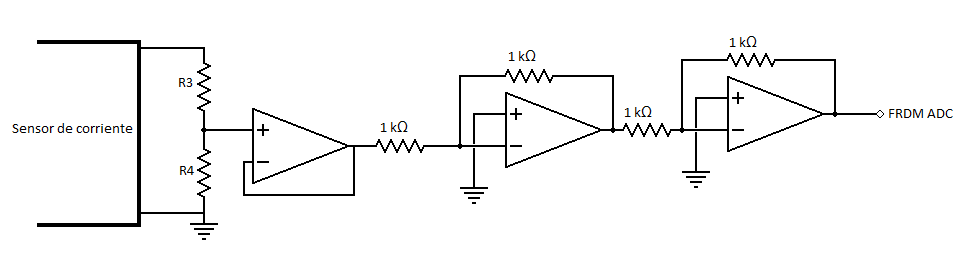 Sensor de corriente
R3
R4
+
−
1 kΩ
1 kΩ
+
−
1 kΩ
1 kΩ
+
−
FRDM ADC